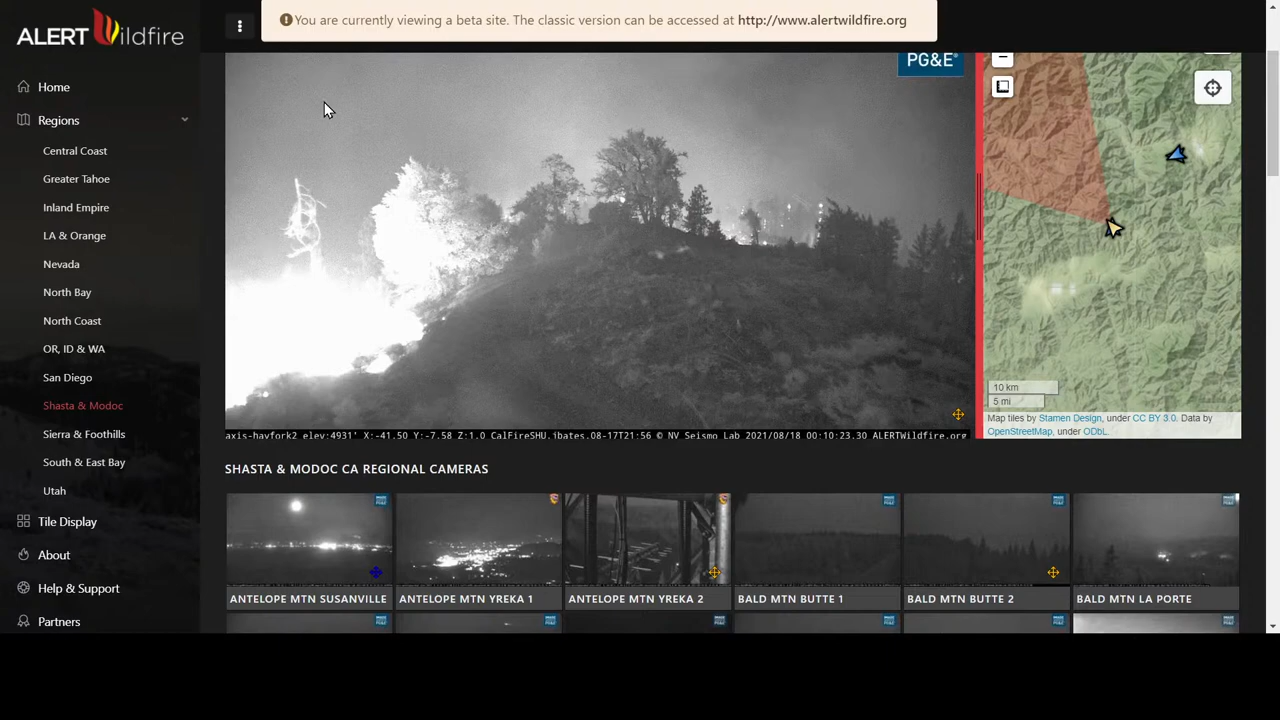 ALERT Wildfire
You are currently viewing a beta site. The classic version can be accessed at http://www.alertwildfire.org
PG&E
Home
Regions
Central Coast
Greater Tahoe
Inland Empire
LA & Orange
Nevada
North Bay
North Coast
OR, ID & WA
San Diego
Shasta & Modoc
Sierra & Foothills
South & East Bay
Utah
Tile Display
About
Help & Support
Partners
10 km
5 mi
Map tiles by Stamen Design, under CC BY 3.0. Data by
OpenStreetMap, under ODbL.
axis-hayfork2 elev:4931' X:-41.50 Y:-7.58 Z:1.0 CalFireSHU.jbates.08-17T21:56 © NV Seismo Lab 2021/08/18 00:10:23.30 ALERTWildfire.org
SHASTA & MODOC CA REGIONAL CAMERAS
ANTELOPE MTN SUSANVILLE
ANTELOPE MTN YREKA 1
ANTELOPE MTN YREKA 2
BALD MTN BUTTE 1
BALD MTN BUTTE 2
BALD MTN LA PORTE